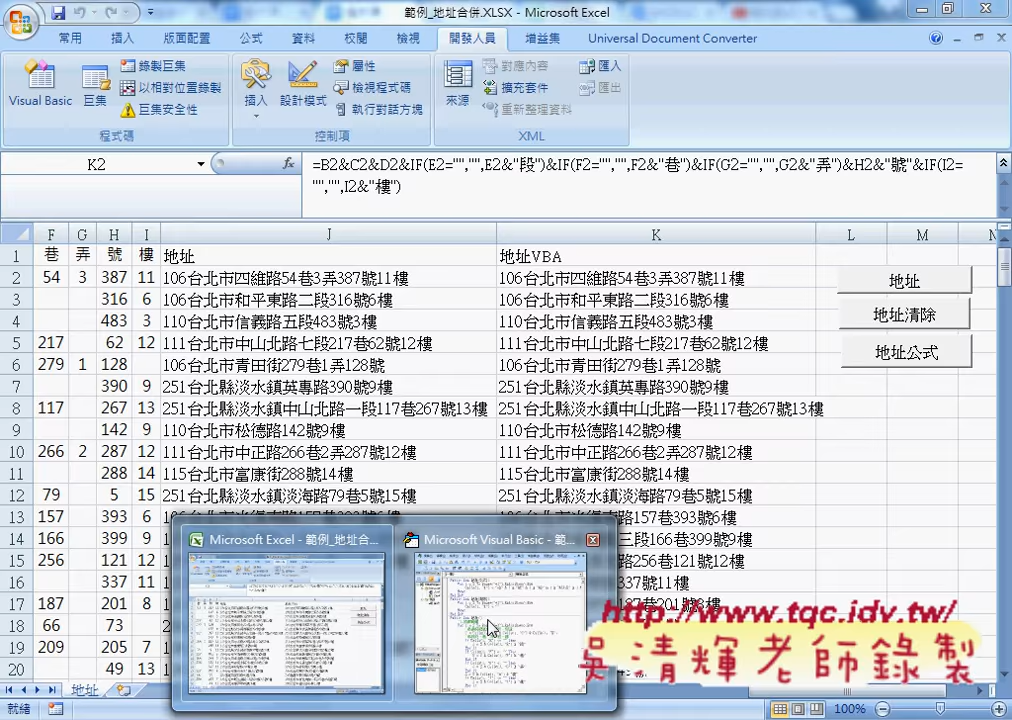 範例_地址合併.XLSX - Microsoft Excel
常用 插入 版面配置 公式 資料 校閱 檢視 開發人員 增益集 Universal Document Converter
Visual Basic 巨集 錄製巨集 以相對位置錄製 巨集安全性 程式碼
插入 設計模式 屬性 檢視程式碼 執行對話方塊 控制項
來源 對應內容 擴充套件 重新整理資料 匯入 匯出 XML
K2 fx =B2&C2&D2&IF(E2="","",E2&"段")&IF(F2="","",F2&"巷")&IF(G2="","",G2&"弄")&H2&"號"&IF(I2=
"","",I2&"樓")
F G H I J K L M N
1 巷 弄 號 樓 地址 地址VBA
2 54 3 387 11 106台北市四維路54巷3弄387號11樓 106台北市四維路54巷3弄387號11樓 地址
3 316 6 106台北市和平東路二段316號6樓 106台北市和平東路二段316號6樓 地址清除
4 483 3 110台北市信義路五段483號3樓 110台北市信義路五段483號3樓
5 217 62 12 111台北市中山北路七段217巷62號12樓 111台北市中山北路七段217巷62號12樓 地址公式
6 279 1 128 106台北市青田街279巷1弄128號 106台北市青田街279巷1弄128號
7 390 9 251台北縣淡水鎮英專路390號9樓 251台北縣淡水鎮英專路390號9樓
8 117 267 13 251台北縣淡水鎮中山北路一段117巷267號13樓 251台北縣淡水鎮中山北路一段117巷267號13樓
9 142 9 110台北市松德路142號9樓 110台北市松德路142號9樓
10 266 2 287 12 111台北市中正路266巷2弄287號12樓 111台北市中正路266巷2弄287號12樓
11 288 14 115台北市富康街288號14樓 115台北市富康街288號14樓
12 79 5 15 251台北縣淡水鎮淡海路79巷5號15樓 251台北縣淡水鎮淡海路79巷5號15樓
13 157 393 6 157巷393號6樓
14 166 399 9 三段166巷399號9樓
15 256 121 12 路256巷121號12樓
16 337 11 337號11樓
17 187 201 8 187巷201號8樓
18 66 73
19 209 205 7
20 49 13
Microsoft Excel - 範例_地址合...
Microsoft Visual Basic - 範...
http://www.tqc.idv.tw/
吳清輝老師錄製
地址
就緒 100%